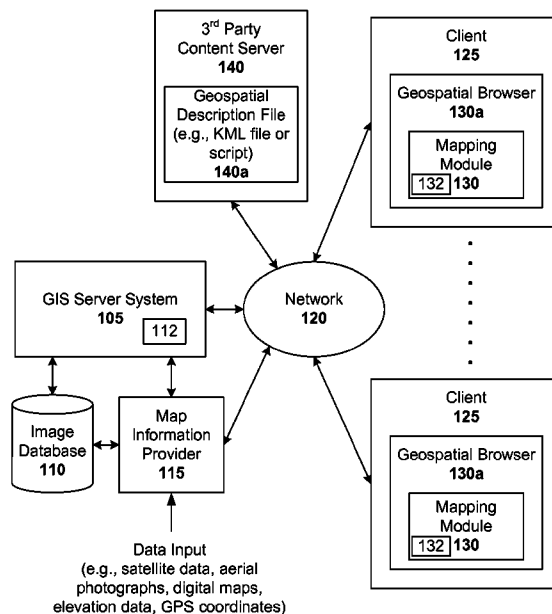 3rd Party
Content Server
140
Geospatial
Description File
(e.g., KML file or
script)
140a
Client
125
Geospatial Browser
130a
Mapping
Module
132 130
GIS Server System
105
112
Network
120
Image
Database
110
Map
Information
Provider
115
Client
125
Geospatial Browser
130a
Mapping
Module
132 130
Data Input
(e.g., satellite data, aerial
photographs, digital maps,
elevation data, GPS coordinates)